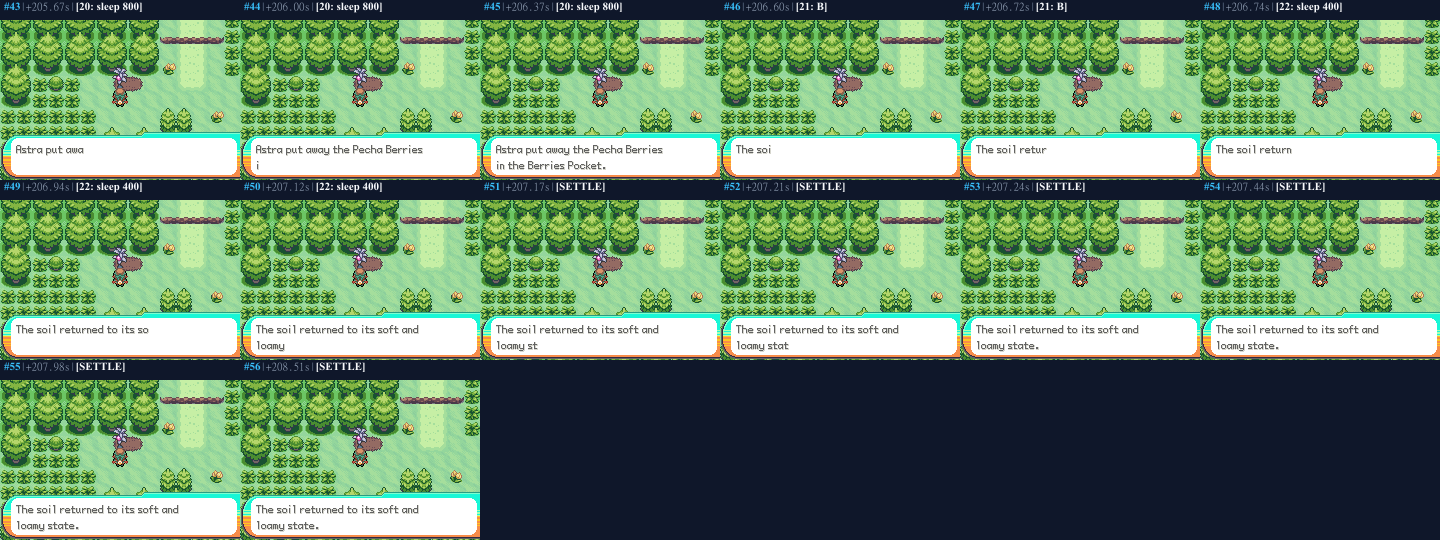 #43|+205.67s|[20: sleep 800]
#44|+206.00s|[20: sleep 800]
#45|+206.37s|[20: sleep 800]
#46|+206.60s|[21: B]
#47|+206.72s|[21: B]
#48|+206.74s|[22: sleep 400]
Astra put awa
Astra put away the Pecha Berries
i
Astra put away the Pecha Berries
in the Berries Pocket.
The soi
The soil retur
The soil return
#49|+206.94s|[22: sleep 400]
#50|+207.12s|[22: sleep 400]
#51|+207.17s|[SETTLE]
#52|+207.21s|[SETTLE]
#53|+207.24s|[SETTLE]
#54|+207.44s|[SETTLE]
The soil returned to its so
The soil returned to its soft and
loamy
The soil returned to its soft and
loamy st
The soil returned to its soft and
loamy stat
The soil returned to its soft and
loamy state.
The soil returned to its soft and
loamy state.
#55|+207.98s|[SETTLE]
#56|+208.51s|[SETTLE]
The soil returned to its soft and
loamy state.
The soil returned to its soft and
loamy state.